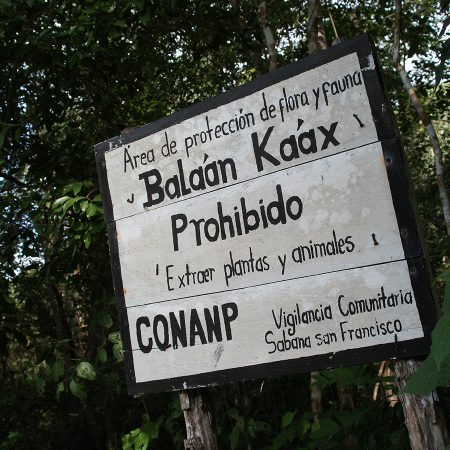 Área de protección de flora y fauna
Balaán Kaáx
Prohibido
¡Extraer plantas y animales!
CONANP
Vigilancia Comunitaria
Sabana san Francisco